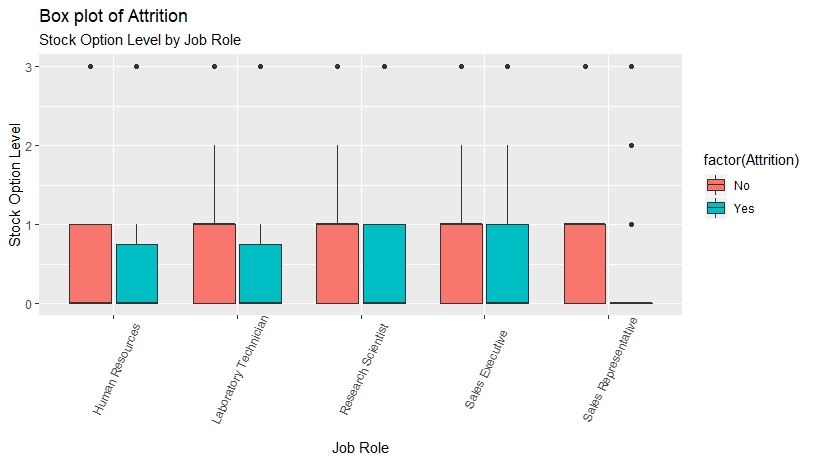 Box plot of Attrition
Stock Option Level by Job Role
Stock Option Level
3
2
1
0
Human Resources
Laboratory Technician
Research Scientist
Sales Executive
Sales Representative
Job Role
factor(Attrition)
No
Yes